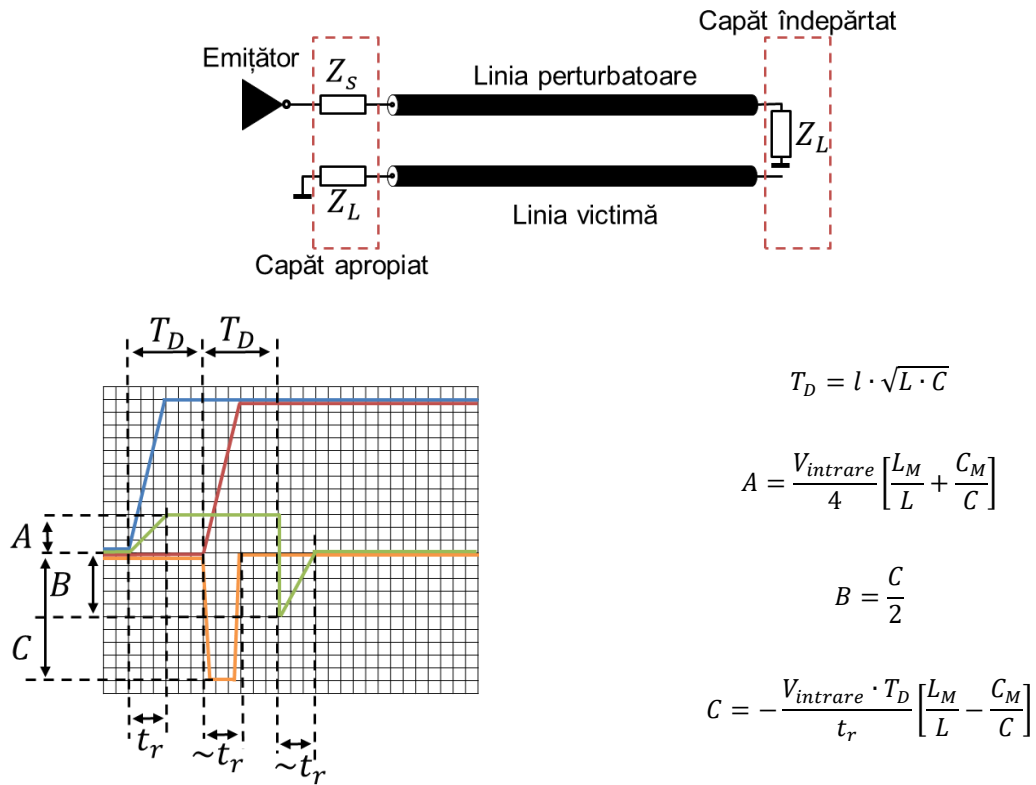 Capăt îndepărtat
Emițător
Z_s
Linia perturbatoare
Z_L
Z_L
Linia victimă
Capăt apropiat
T_D T_D
T_D = l · √(L · C)
A = V_intrare/4 [L_M/L + C_M/C]
A
B
B = C/2
C
C = − (V_intrare · T_D)/t_r [L_M/L − C_M/C]
t_r ~t_r ~t_r